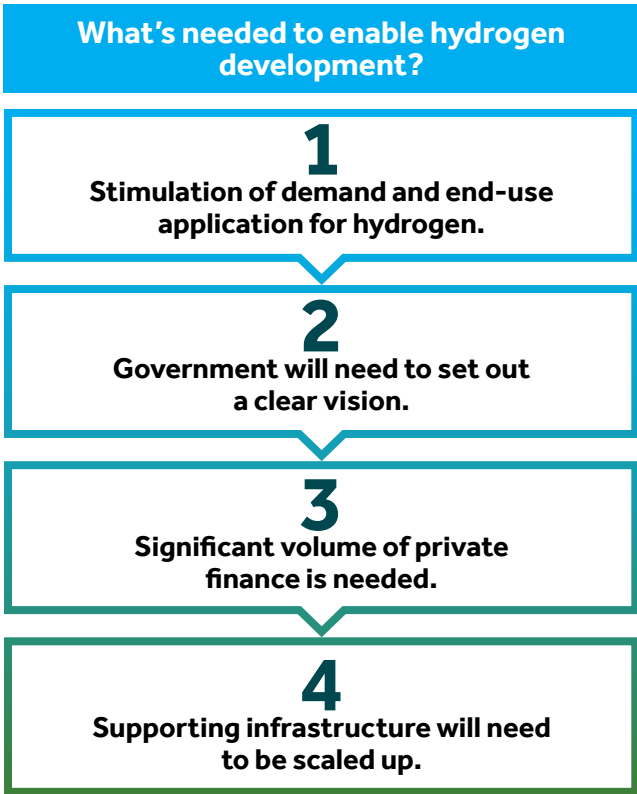 What’s needed to enable hydrogen
development?
1
Stimulation of demand and end-use
application for hydrogen.
2
Government will need to set out
a clear vision.
3
Significant volume of private
finance is needed.
4
Supporting infrastructure will need
to be scaled up.